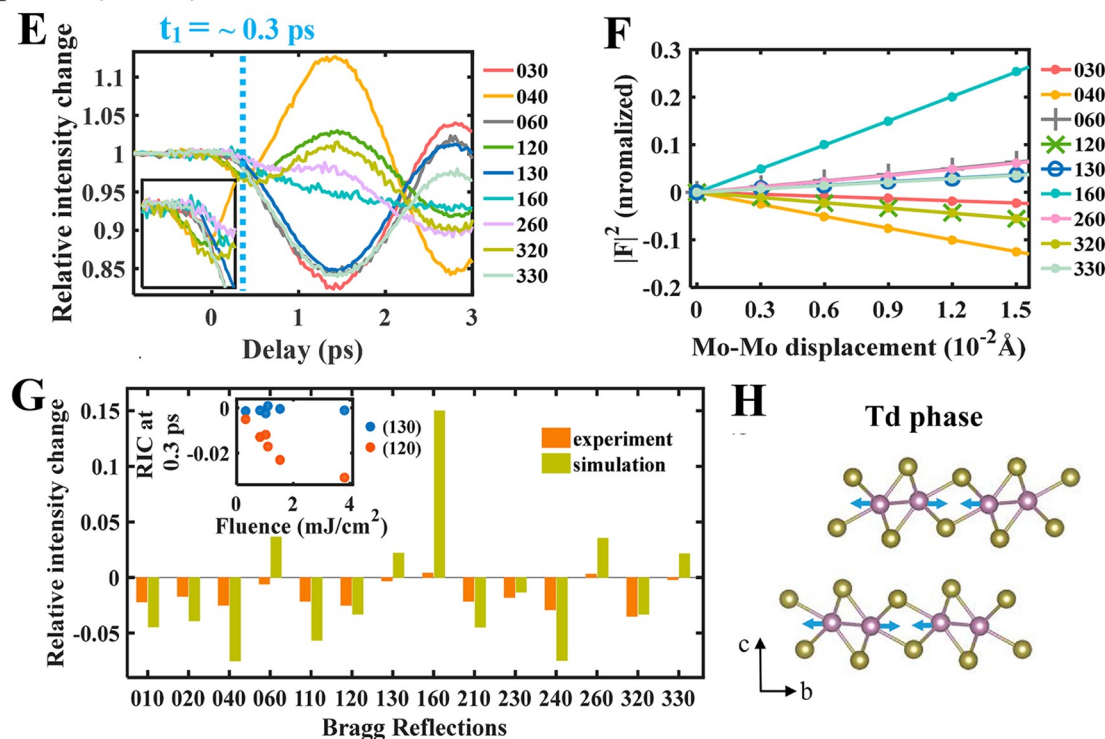 E
t1 = ~ 0.3 ps
Relative intensity change
1.1
1.05
1
0.95
0.9
0.85
0 1 2 3
Delay (ps)
030
040
060
120
130
160
260
320
330
F
|F|² (nromalized)
0.3
0.2
0.1
0
-0.1
-0.2
0 0.3 0.6 0.9 1.2 1.5
Mo-Mo displacement (10⁻²Å)
030
040
060
120
130
160
260
320
330
G
Relative intensity change
0.15
0.1
0.05
0
-0.05
RIC at
0.3 ps
0
-0.02
0 2 4
Fluence (mJ/cm²)
(130)
(120)
experiment
simulation
010 020 040 060 110 120 130 160 210 230 240 260 320 330
Bragg Reflections
H
Td phase
c
b